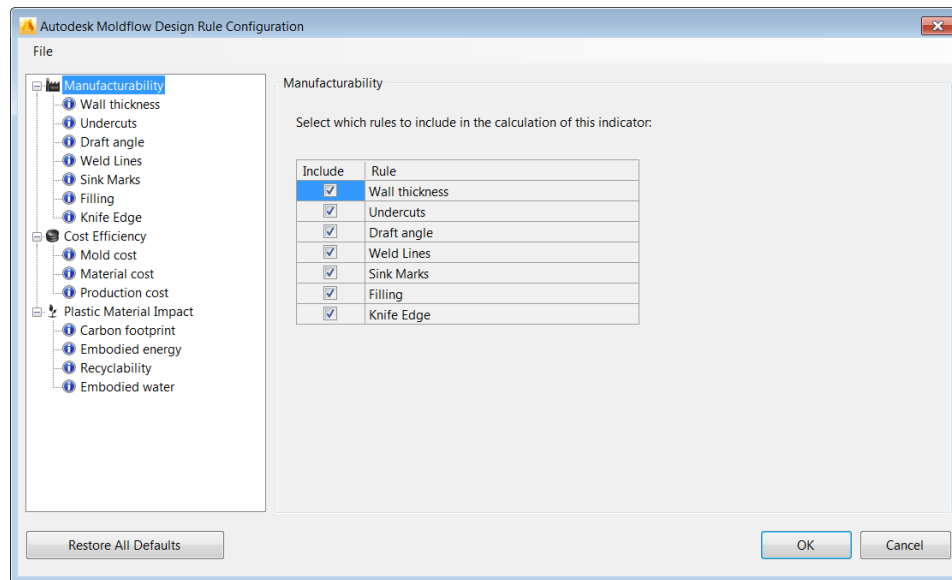 Autodesk Moldflow Design Rule Configuration
File
Manufacturability
Wall thickness
Undercuts
Draft angle
Weld Lines
Sink Marks
Filling
Knife Edge
Cost Efficiency
Mold cost
Material cost
Production cost
Plastic Material Impact
Carbon footprint
Embodied energy
Recyclability
Embodied water
Manufacturability
Select which rules to include in the calculation of this indicator:
Include Rule
Wall thickness
Undercuts
Draft angle
Weld Lines
Sink Marks
Filling
Knife Edge
Restore All Defaults OK Cancel